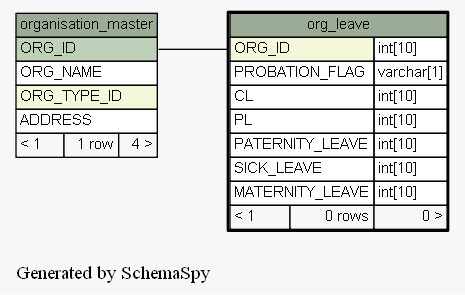 organisation_master
ORG_ID
ORG_NAME
ORG_TYPE_ID
ADDRESS
< 1 1 row 4 >
org_leave
ORG_ID int[10]
PROBATION_FLAG varchar[1]
CL int[10]
PL int[10]
PATERNITY_LEAVE int[10]
SICK_LEAVE int[10]
MATERNITY_LEAVE int[10]
< 1 0 rows 0 >
Generated by SchemaSpy